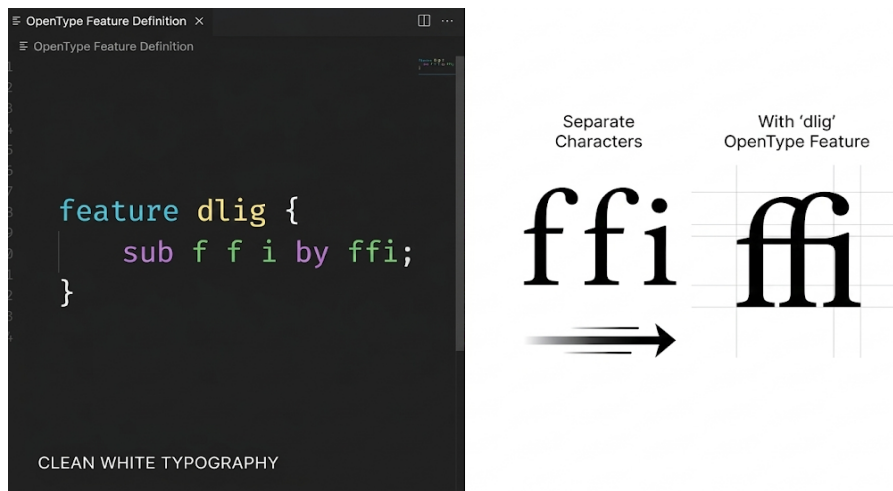 OpenType Feature Definition
OpenType Feature Definition
feature dlig {
sub f f i by ffi;
}
CLEAN WHITE TYPOGRAPHY
Separate
Characters
With ‘dlig’
OpenType Feature
f f i
ffi